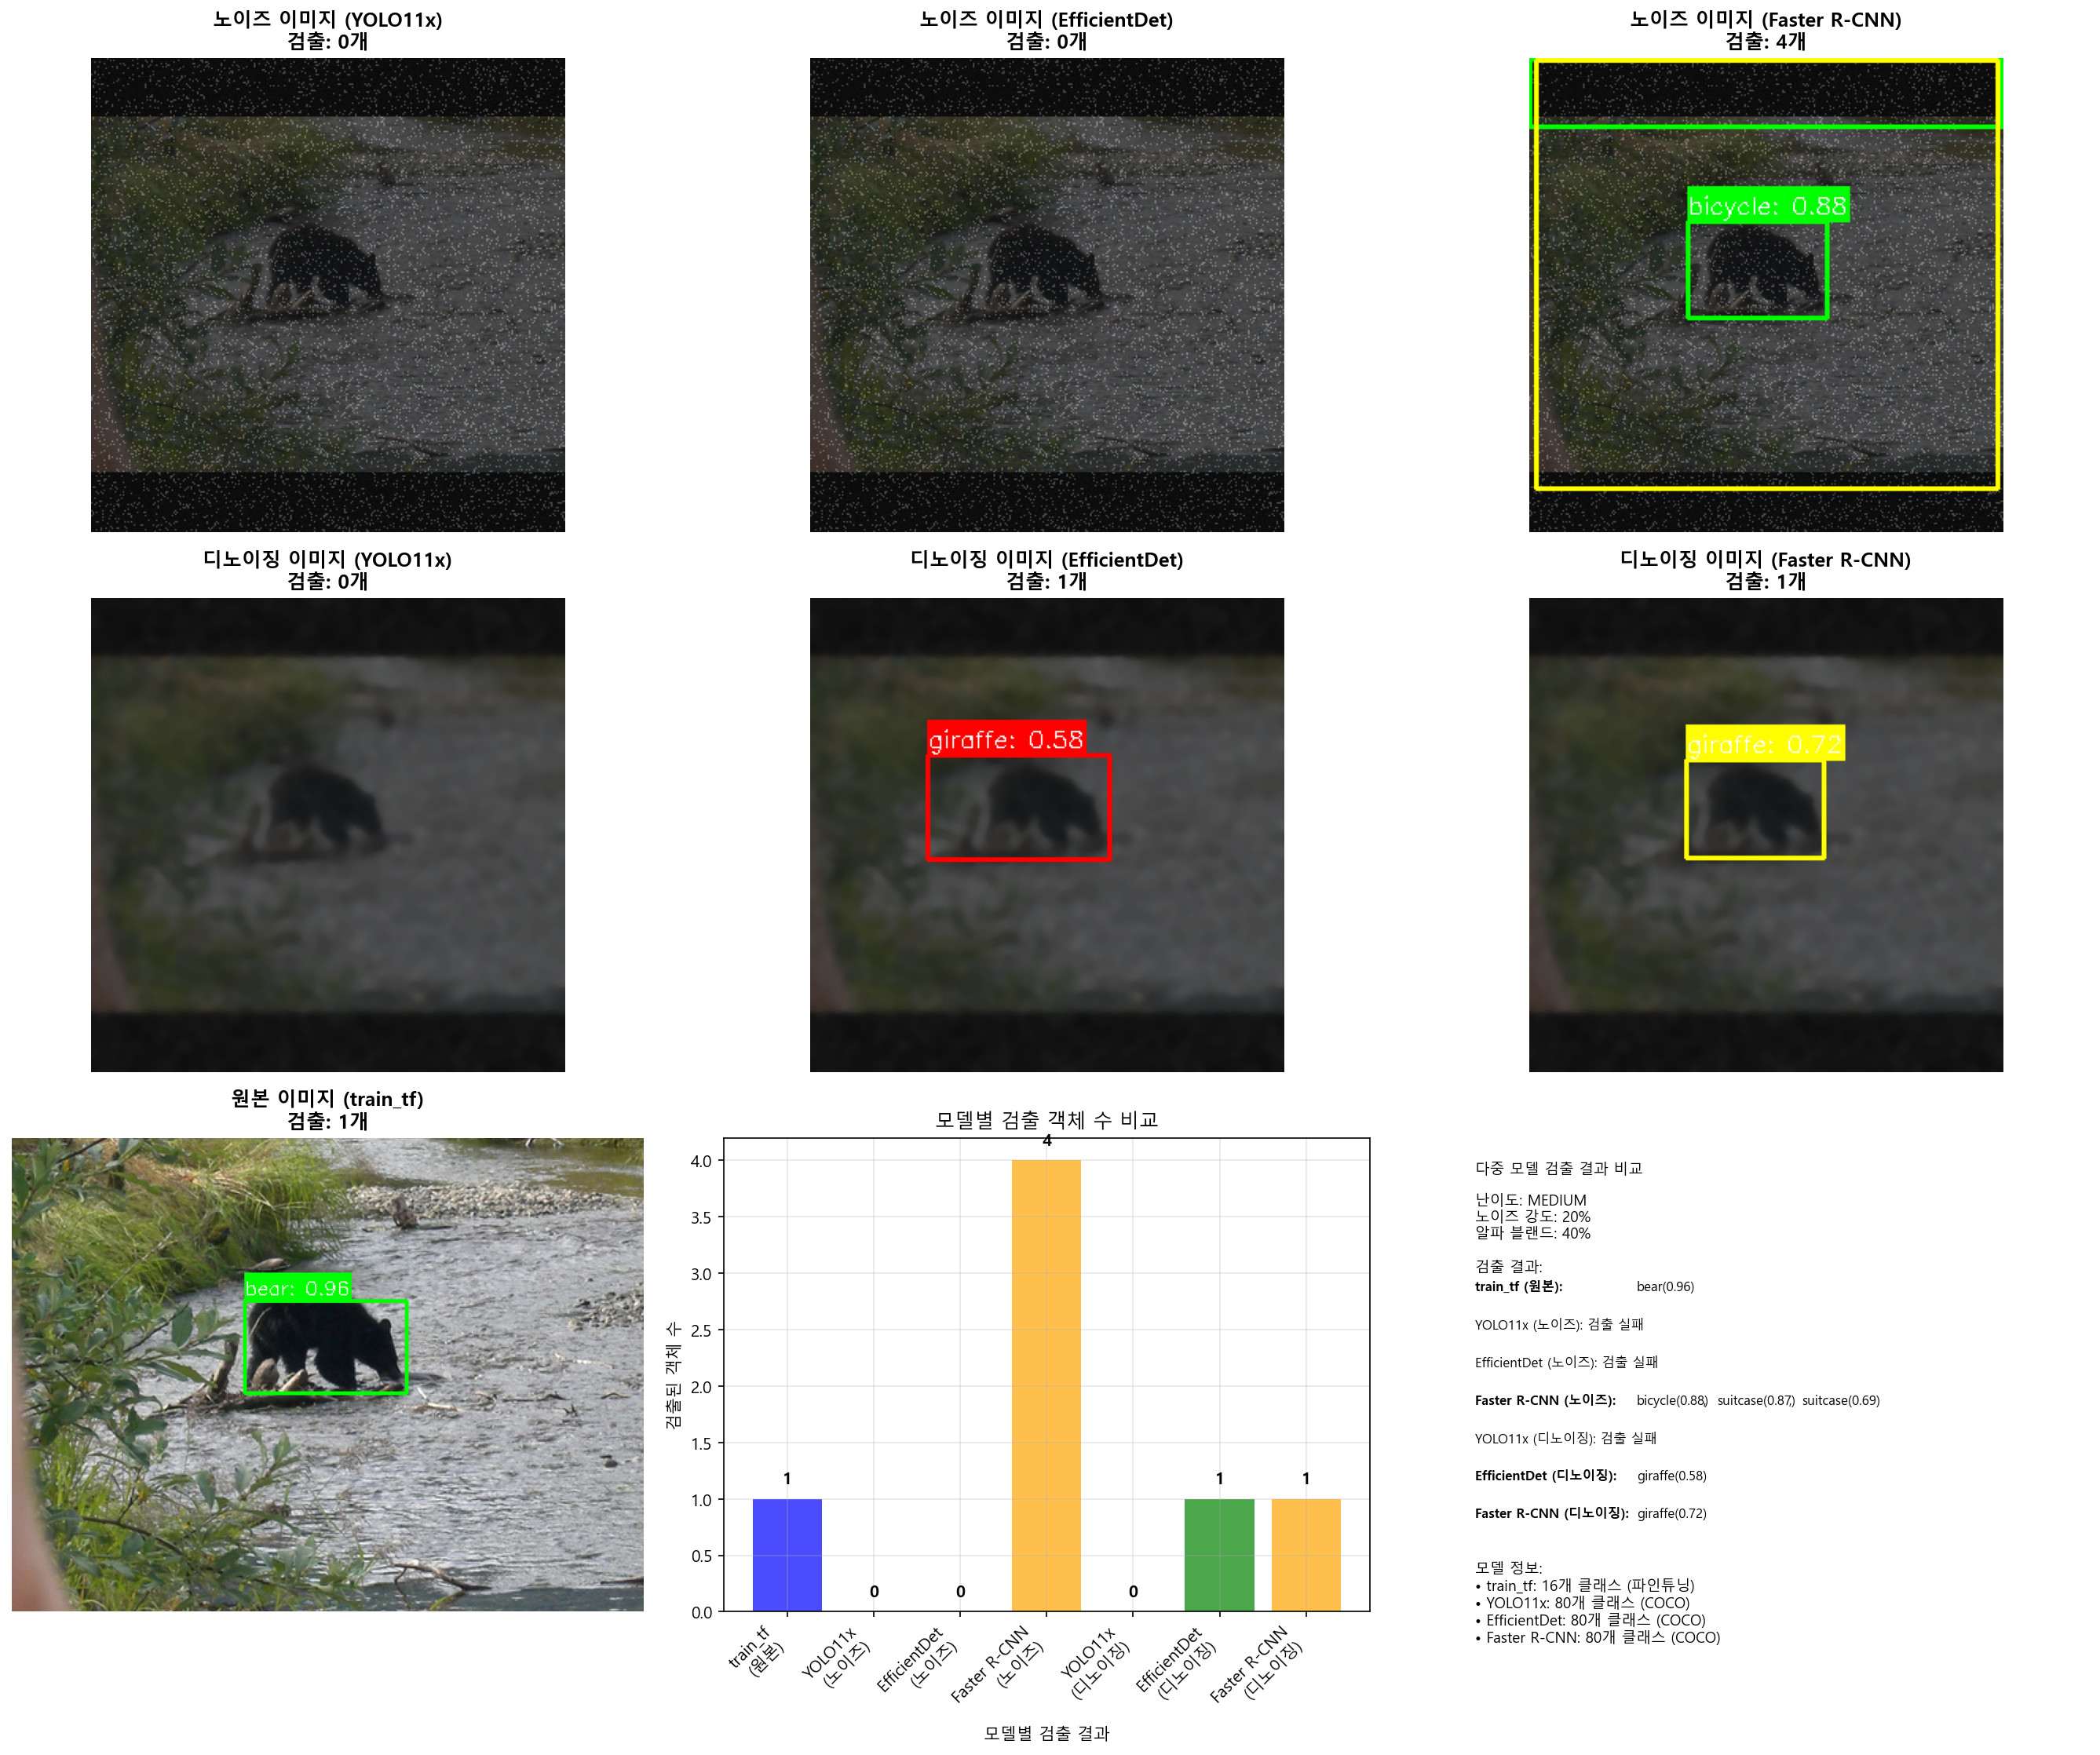 노이즈 이미지 (YOLO11x)
검출: 0개
노이즈 이미지 (EfficientDet)
검출: 0개
노이즈 이미지 (Faster R-CNN)
검출: 4개
bicycle: 0.88
디노이징 이미지 (YOLO11x)
검출: 0개
디노이징 이미지 (EfficientDet)
검출: 1개
디노이징 이미지 (Faster R-CNN)
검출: 1개
giraffe: 0.58
giraffe: 0.72
원본 이미지 (train_tf)
검출: 1개
bear: 0.96
모델별 검출 객체 수 비교
검출된 객체 수
4.0
3.5
3.0
2.5
2.0
1.5
1.0
0.5
0.0
1
0
0
4
0
1
1
train_tf
(원본)
YOLO11x
(노이즈)
EfficientDet
(노이즈)
Faster R-CNN
(노이즈)
YOLO11x
(디노이징)
EfficientDet
(디노이징)
Faster R-CNN
(디노이징)
모델별 검출 결과
다중 모델 검출 결과 비교
난이도: MEDIUM
노이즈 강도: 20%
알파 블랜드: 40%
검출 결과:
train_tf (원본): bear(0.96)
YOLO11x (노이즈): 검출 실패
EfficientDet (노이즈): 검출 실패
Faster R-CNN (노이즈): bicycle(0.88,) suitcase(0.87,) suitcase(0.69)
YOLO11x (디노이징): 검출 실패
EfficientDet (디노이징): giraffe(0.58)
Faster R-CNN (디노이징): giraffe(0.72)
모델 정보:
• train_tf: 16개 클래스 (파인튜닝)
• YOLO11x: 80개 클래스 (COCO)
• EfficientDet: 80개 클래스 (COCO)
• Faster R-CNN: 80개 클래스 (COCO)